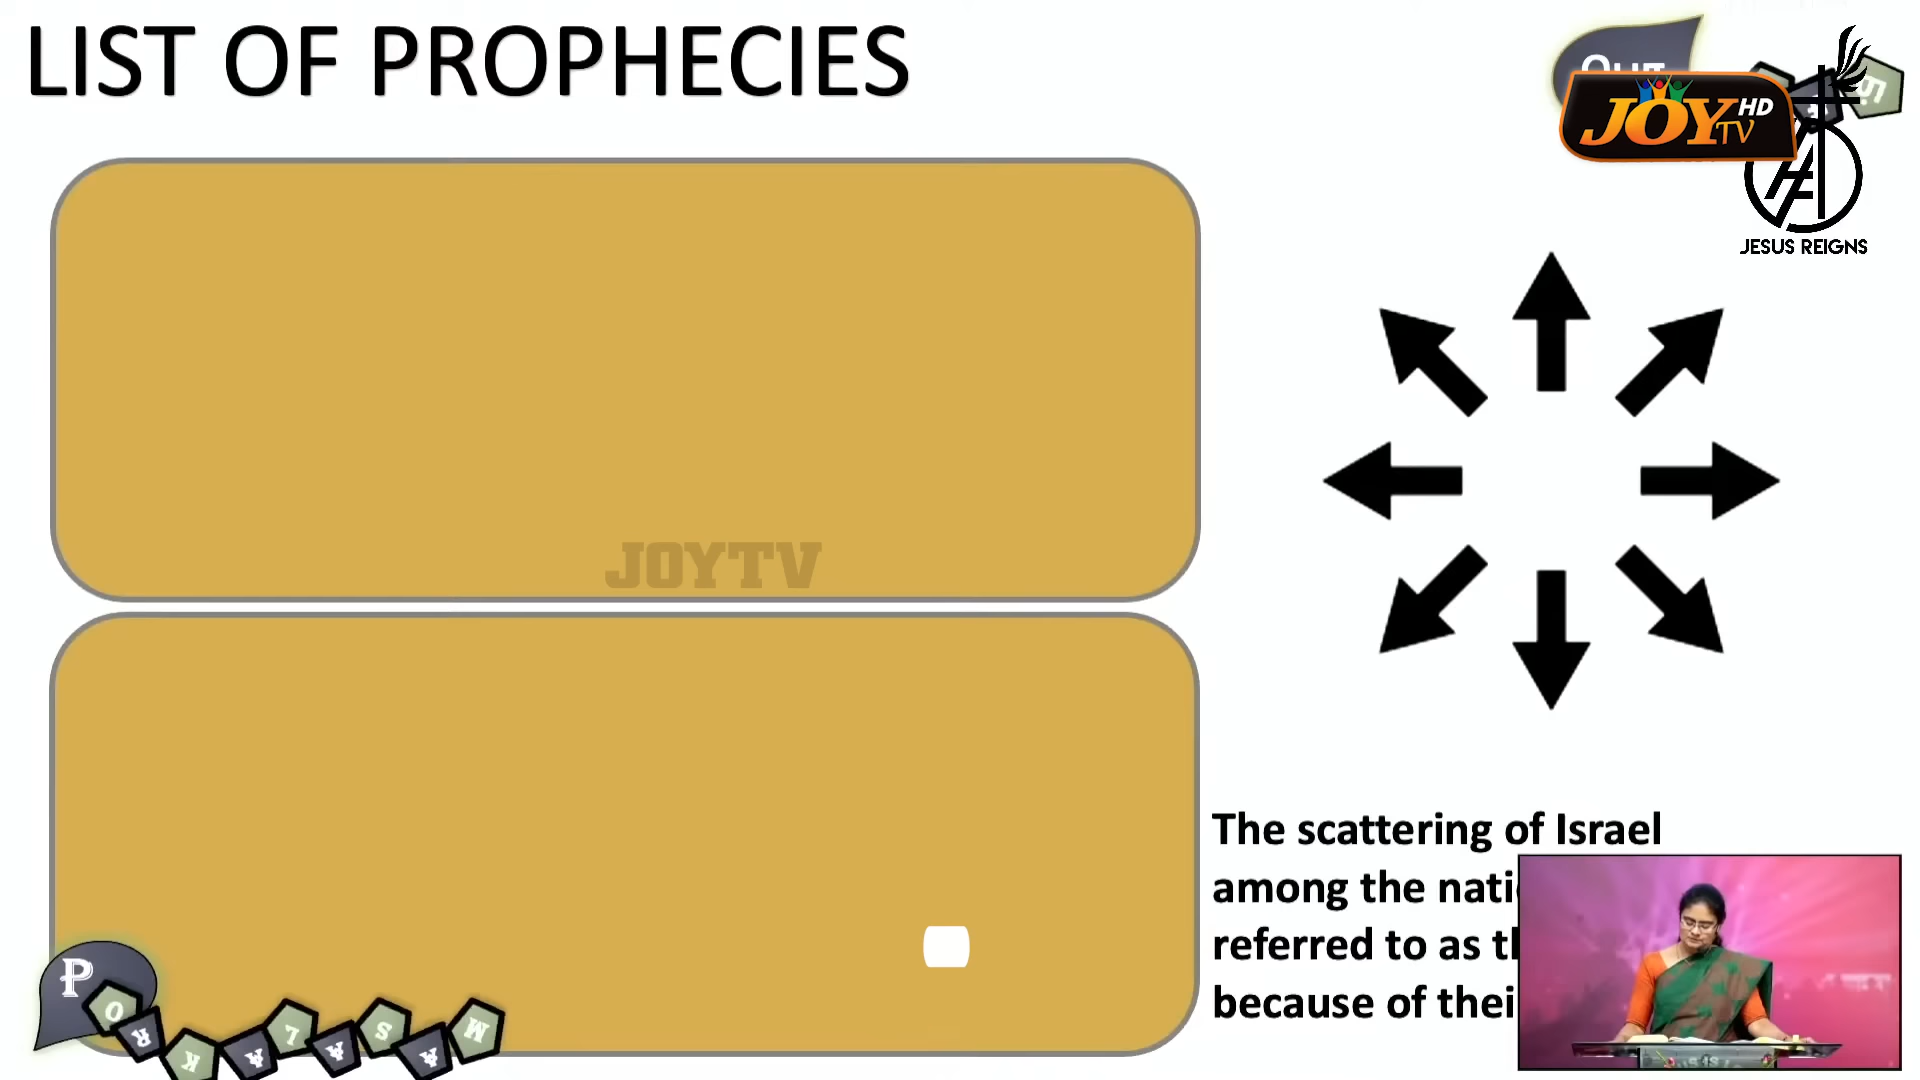 LIST OF PROPHECIES
JOY TV HD
JESUS REIGNS
JOYTV
The scattering of Israel
among the nati
referred to as t
because of thei
P O R K A L A S A M